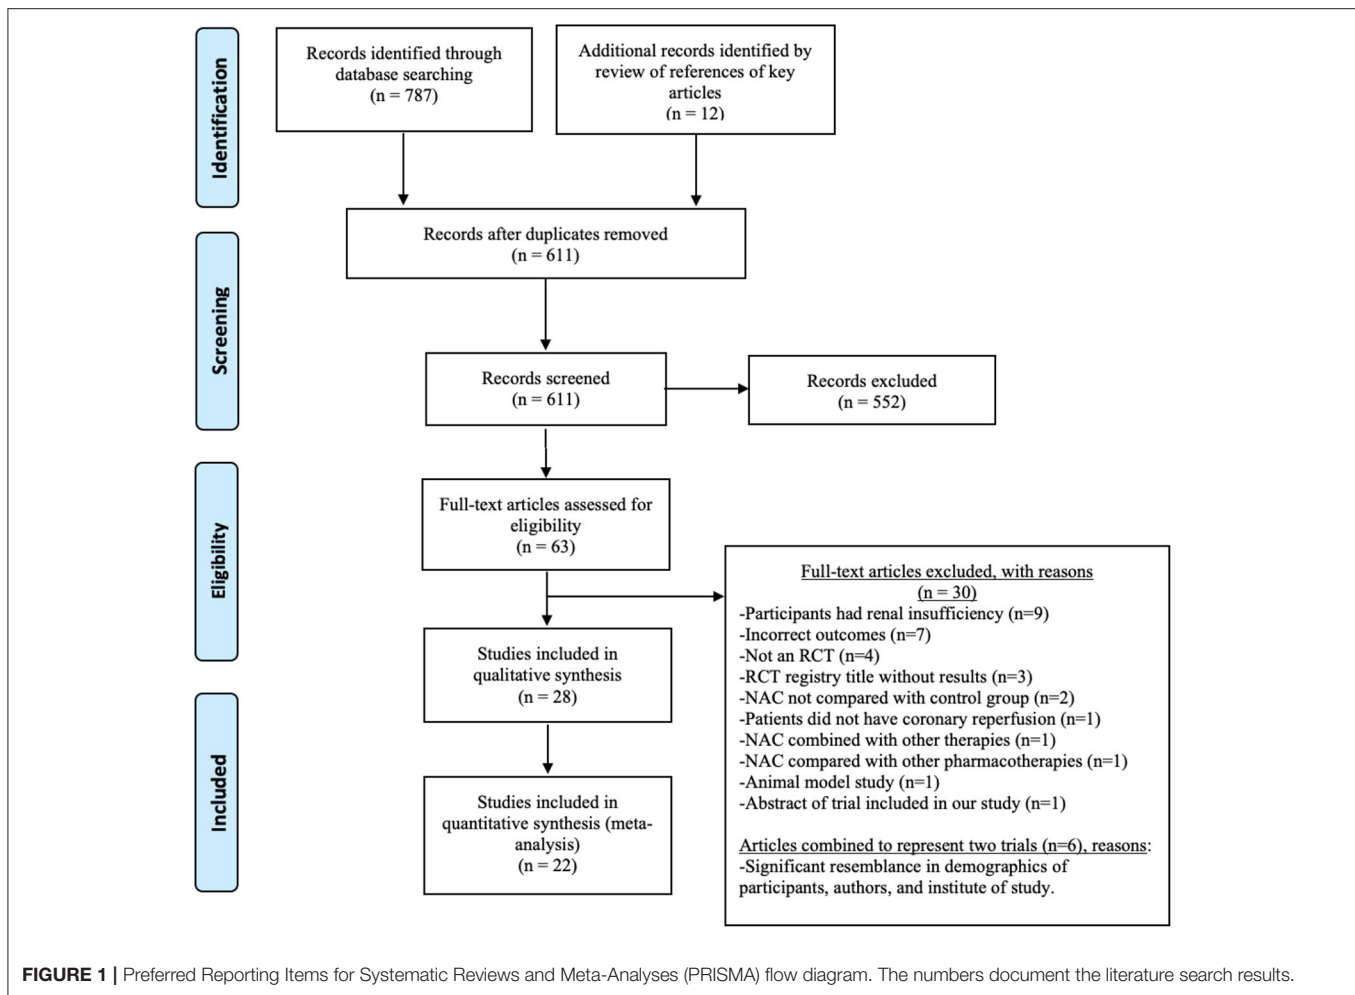 Identification
Records identified through
database searching
(n = 787)
Additional records identified by
review of references of key
articles
(n = 12)
Records after duplicates removed
(n = 611)
Screening
Records screened
(n = 611)
Records excluded
(n = 552)
Eligibility
Full-text articles assessed for
eligibility
(n = 63)
Full-text articles excluded, with reasons
(n = 30)
-Participants had renal insufficiency (n=9)
-Incorrect outcomes (n=7)
-Not an RCT (n=4)
-RCT registry title without results (n=3)
-NAC not compared with control group (n=2)
-Patients did not have coronary reperfusion (n=1)
-NAC combined with other therapies (n=1)
-NAC compared with other pharmacotherapies (n=1)
-Animal model study (n=1)
-Abstract of trial included in our study (n=1)
Articles combined to represent two trials (n=6), reasons:
-Significant resemblance in demographics of
participants, authors, and institute of study.
Studies included in
qualitative synthesis
(n = 28)
Included
Studies included in
quantitative synthesis (meta-
analysis)
(n = 22)
FIGURE 1 | Preferred Reporting Items for Systematic Reviews and Meta-Analyses (PRISMA) flow diagram. The numbers document the literature search results.